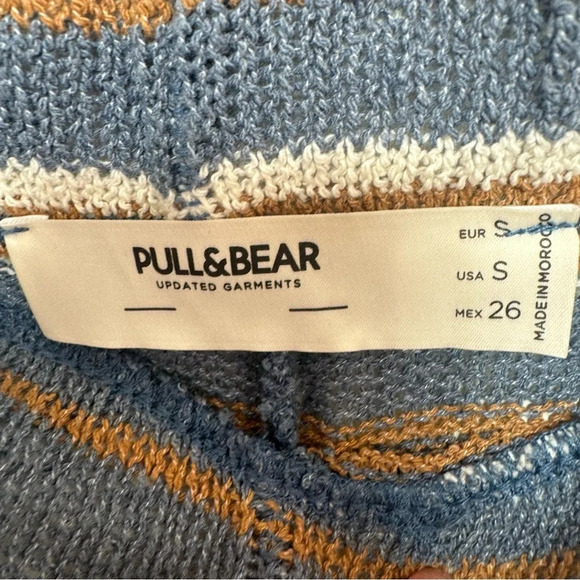 PULL&BEAR
UPDATED GARMENTS
EUR S
USA S
MEX 26
MADE IN MOROCCO